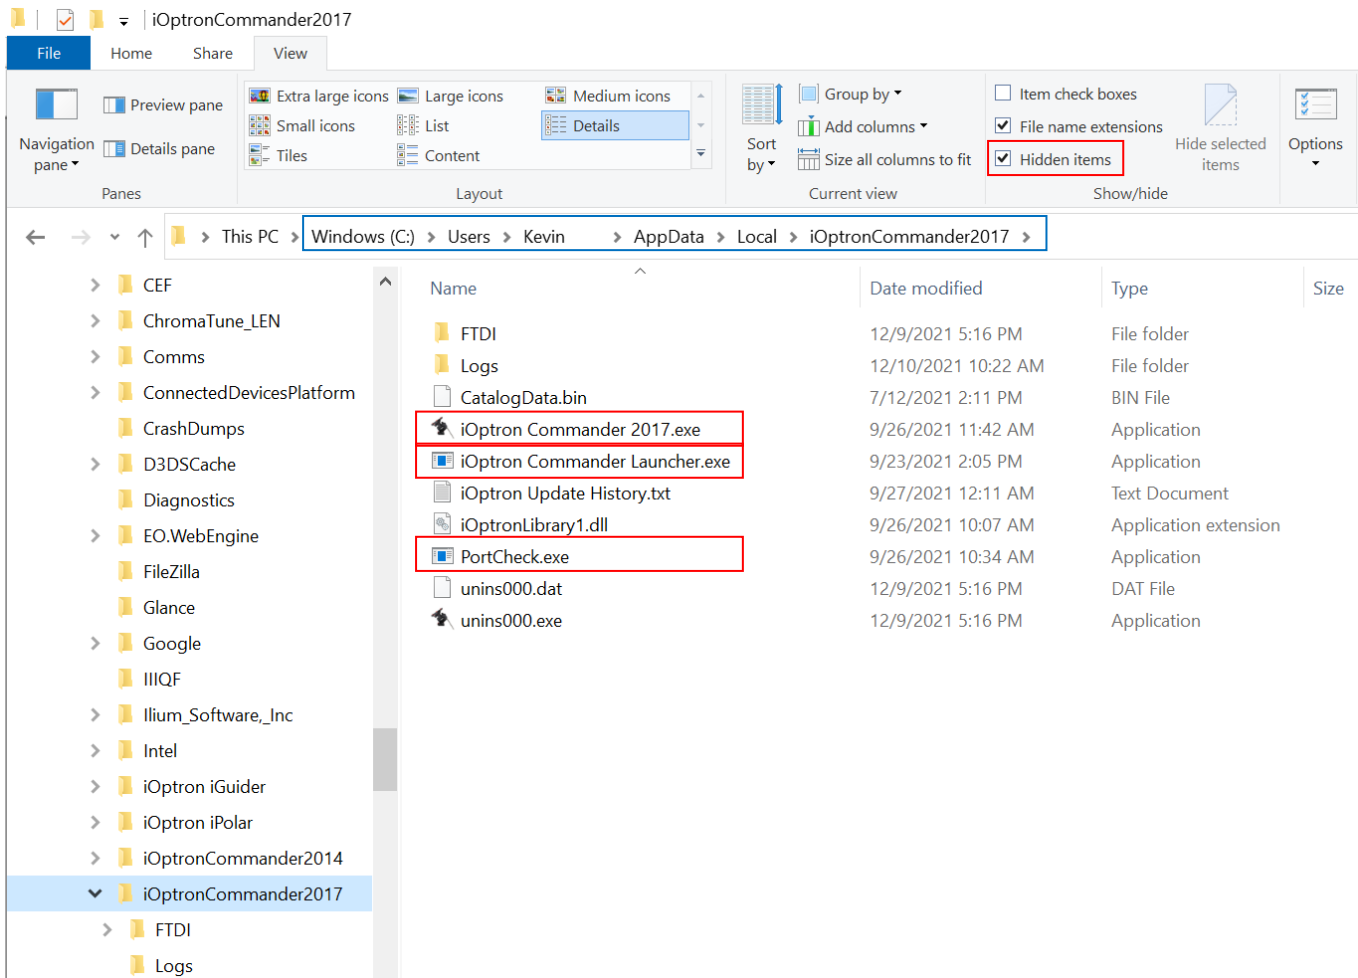 iOptronCommander2017
File Home Share View
Navigation pane
Preview pane
Details pane
Panes
Extra large icons Large icons Medium icons
Small icons List Details
Tiles Content
Layout
Sort by
Group by
Add columns
Size all columns to fit
Current view
Item check boxes
File name extensions
Hidden items
Hide selected items
Show/hide
Options
This PC > Windows (C:) > Users > Kevin > AppData > Local > iOptronCommander2017 >
CEF
ChromaTune_LEN
Comms
ConnectedDevicesPlatform
CrashDumps
D3DSCache
Diagnostics
EO.WebEngine
FileZilla
Glance
Google
IIIQF
Ilium_Software,_Inc
Intel
iOptron iGuider
iOptron iPolar
iOptronCommander2014
iOptronCommander2017
FTDI
Logs
Name Date modified Type Size
FTDI 12/9/2021 5:16 PM File folder
Logs 12/10/2021 10:22 AM File folder
CatalogData.bin 7/12/2021 2:11 PM BIN File
iOptron Commander 2017.exe 9/26/2021 11:42 AM Application
iOptron Commander Launcher.exe 9/23/2021 2:05 PM Application
iOptron Update History.txt 9/27/2021 12:11 AM Text Document
iOptronLibrary1.dll 9/26/2021 10:07 AM Application extension
PortCheck.exe 9/26/2021 10:34 AM Application
unins000.dat 12/9/2021 5:16 PM DAT File
unins000.exe 12/9/2021 5:16 PM Application